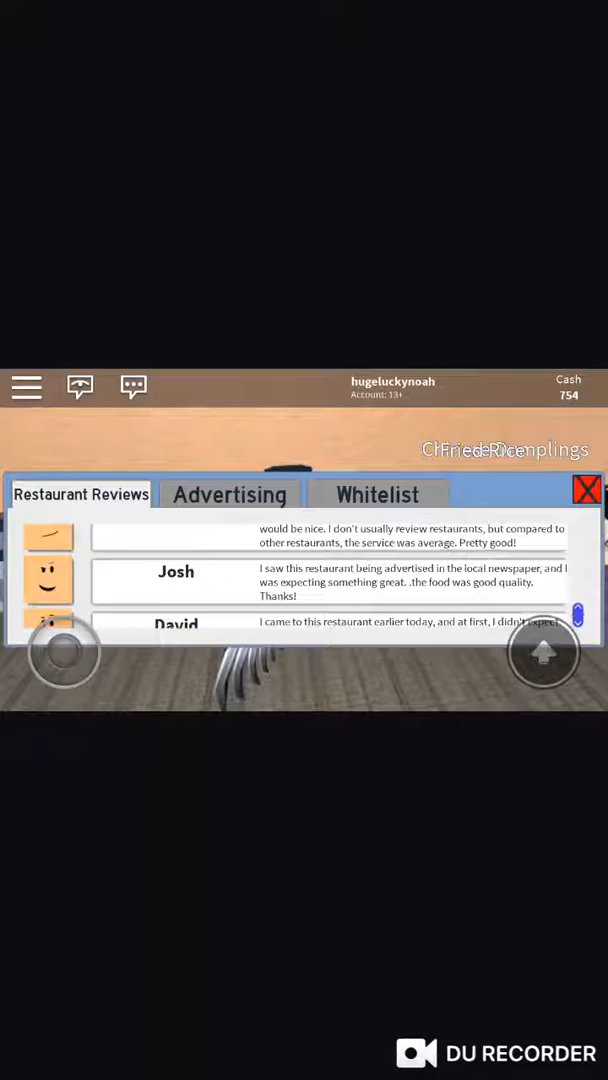 hugeluckynoah
Account: 13+
Cash
754
Fried Rice
Restaurant Reviews
Advertising
Whitelist
X
would be nice. I don't usually review restaurants, but compared to
other restaurants, the service was average. Pretty good!
Josh
I saw this restaurant being advertised in the local newspaper, and I
was expecting something great. .the food was good quality.
Thanks!
David
I came to this restaurant earlier today, and at first, I didn't expect
DU RECORDER